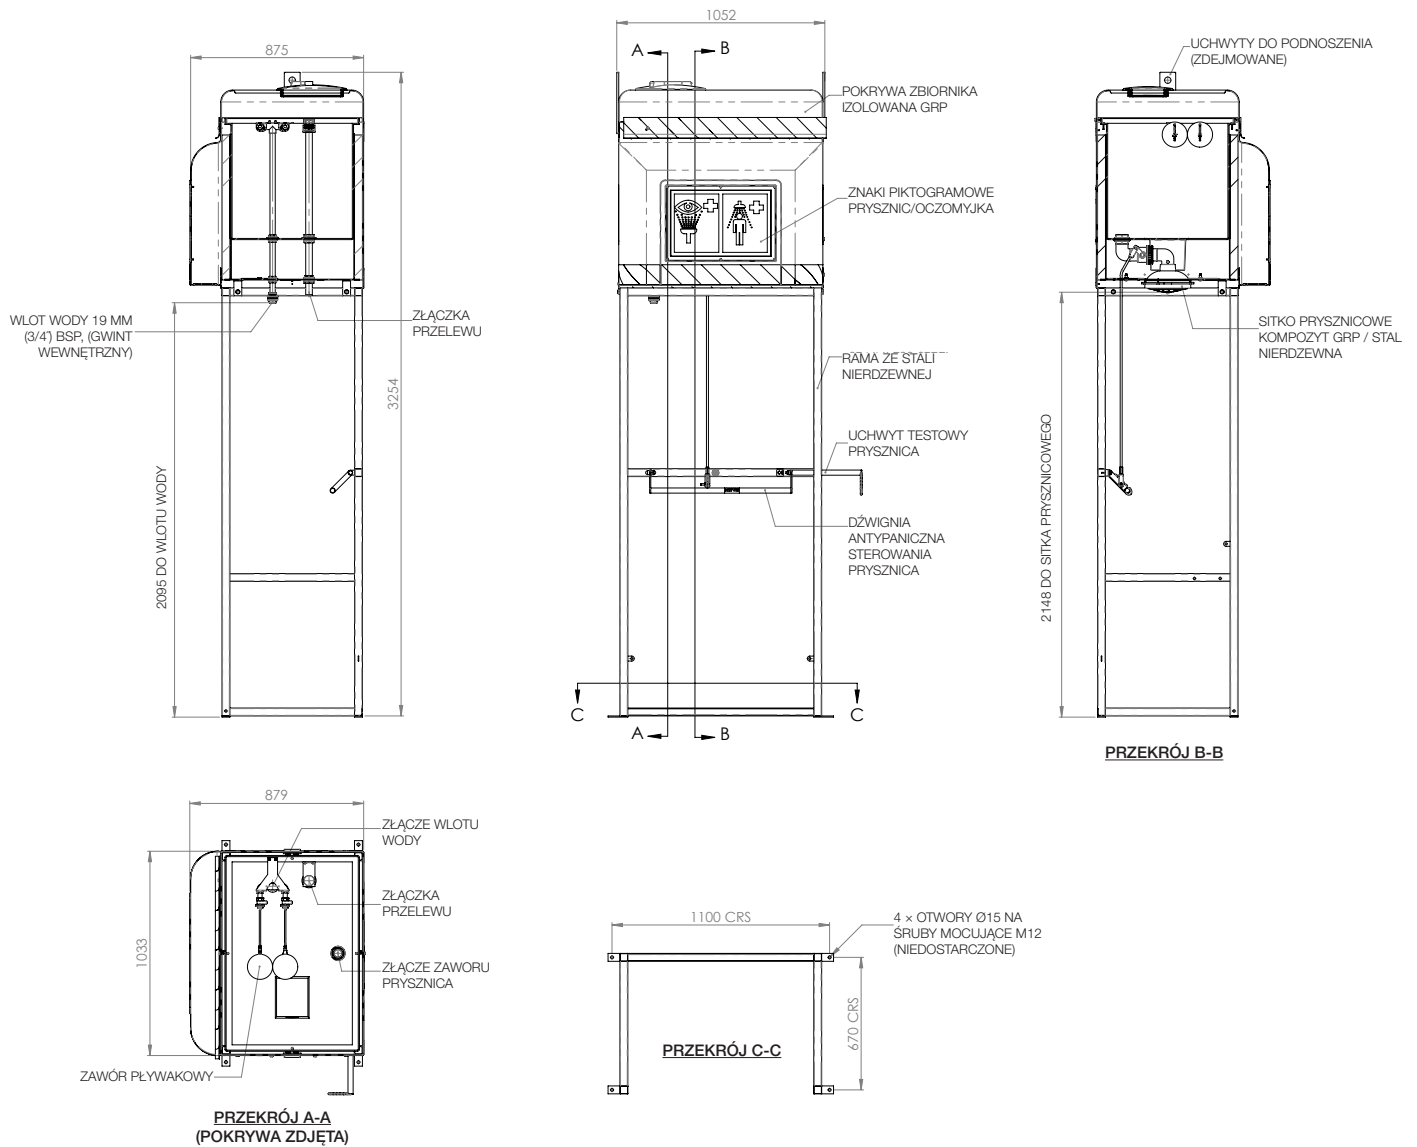 875
WLOT WODY 19 MM
(3/4") BSP, (GWINT
WEWNĘTRZNY)
ZŁĄCZKA
PRZELEWU
3254
2095 DO WLOTU WODY
1052
A
B
POKRYWA ZBIORNIKA
IZOLOWANA GRP
ZNAKI PIKTOGRAMOWE
PRYSZNIC/OCZOMYJKA
RAMA ZE STALI
NIERDZEWNEJ
UCHWYT TESTOWY
PRYSZNICA
DŹWIGNIA
ANTYPANICZNA
STEROWANIA
PRYSZNICA
C
C
A
B
UCHWYTY DO PODNOSZENIA
(ZDEJMOWANE)
SITKO PRYSZNICOWE
KOMPOZYT GRP / STAL
NIERDZEWNA
2148 DO SITKA PRYSZNICOWEGO
PRZEKRÓJ B-B
879
1033
ZŁĄCZE WLOTU
WODY
ZŁĄCZKA
PRZELEWU
ZŁĄCZE ZAWORU
PRYSZNICA
ZAWÓR PŁYWAKOWY
PRZEKRÓJ A-A
(POKRYWA ZDJĘTA)
1100 CRS
4 × OTWORY Ø15 NA
ŚRUBY MOCUJĄCE M12
(NIEDOSTARCZONE)
670 CRS
PRZEKRÓJ C-C